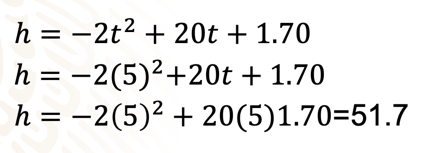 h = −2t² + 20t + 1.70
h = −2(5)²+20t + 1.70
h = −2(5)² + 20(5)1.70=51.7